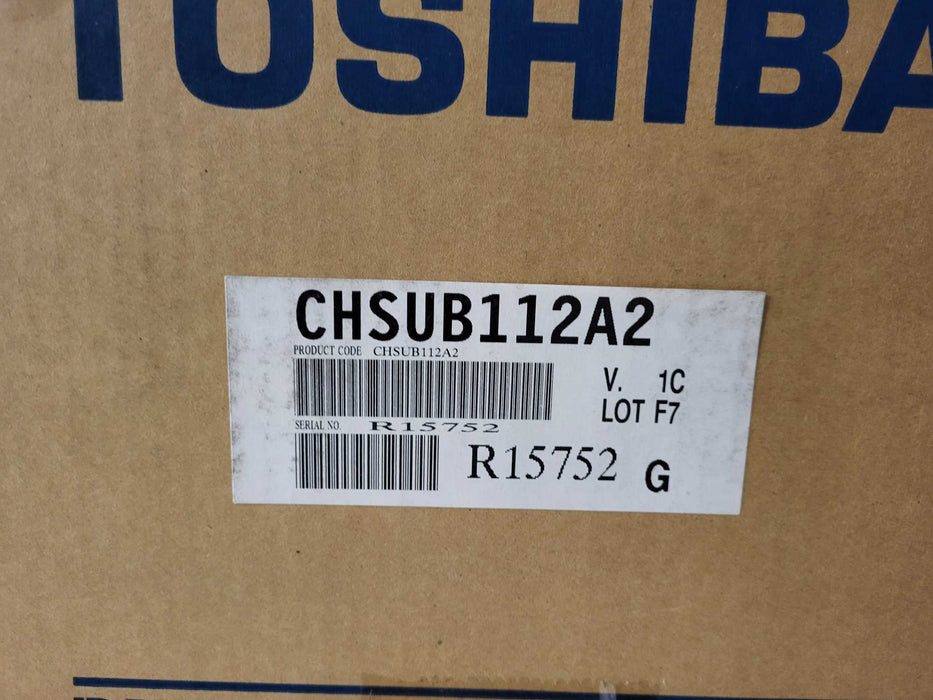 TOSHIBA
CHSUB112A2
PRODUCT CODE CHSUB112A2
V. 1C
LOT F7
SERIAL NO. R15752
R15752 G